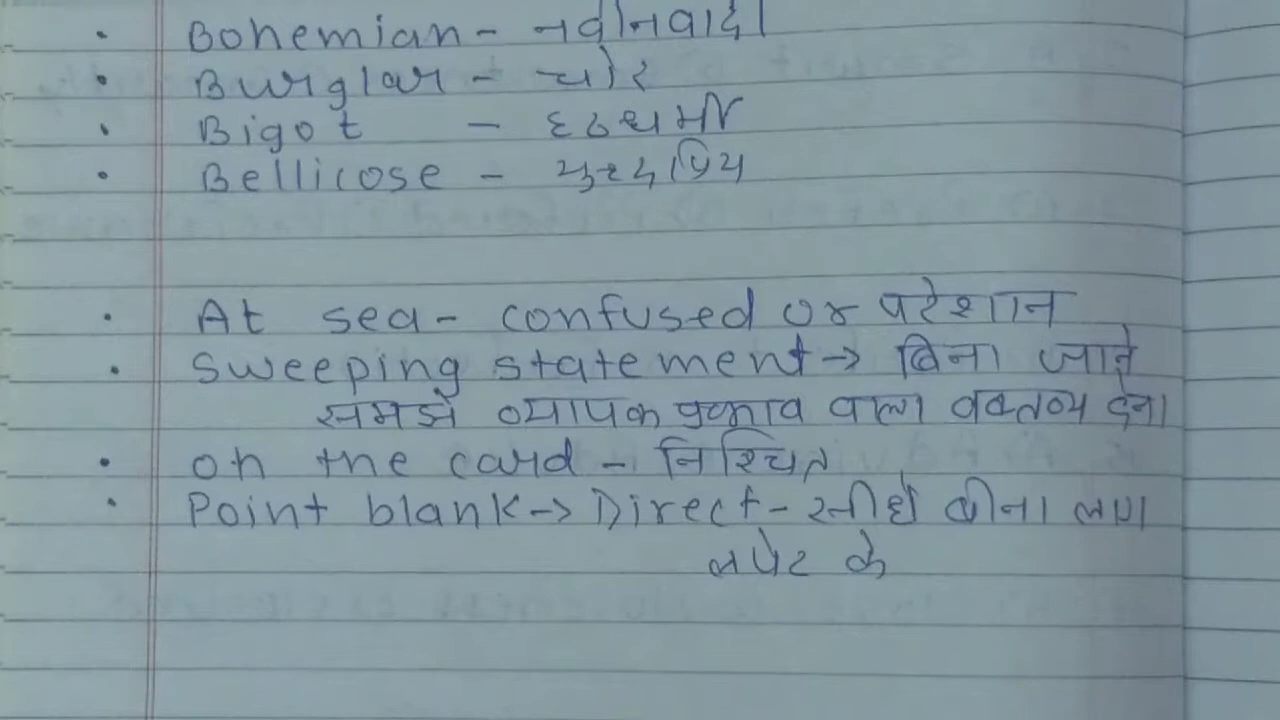 • Bohemian - नवीनवादी
• Burglar - चोर
• Bigot - हठधर्मी
• Bellicose - युद्धप्रिय
• At sea - confused or परेशान
• Sweeping statement → बिना जाने
समझे व्यापक प्रभाव वाला वक्तव्य देना
• on the card - निश्चित
• Point blank → Direct - सीधे बीना लाग
लपेट के